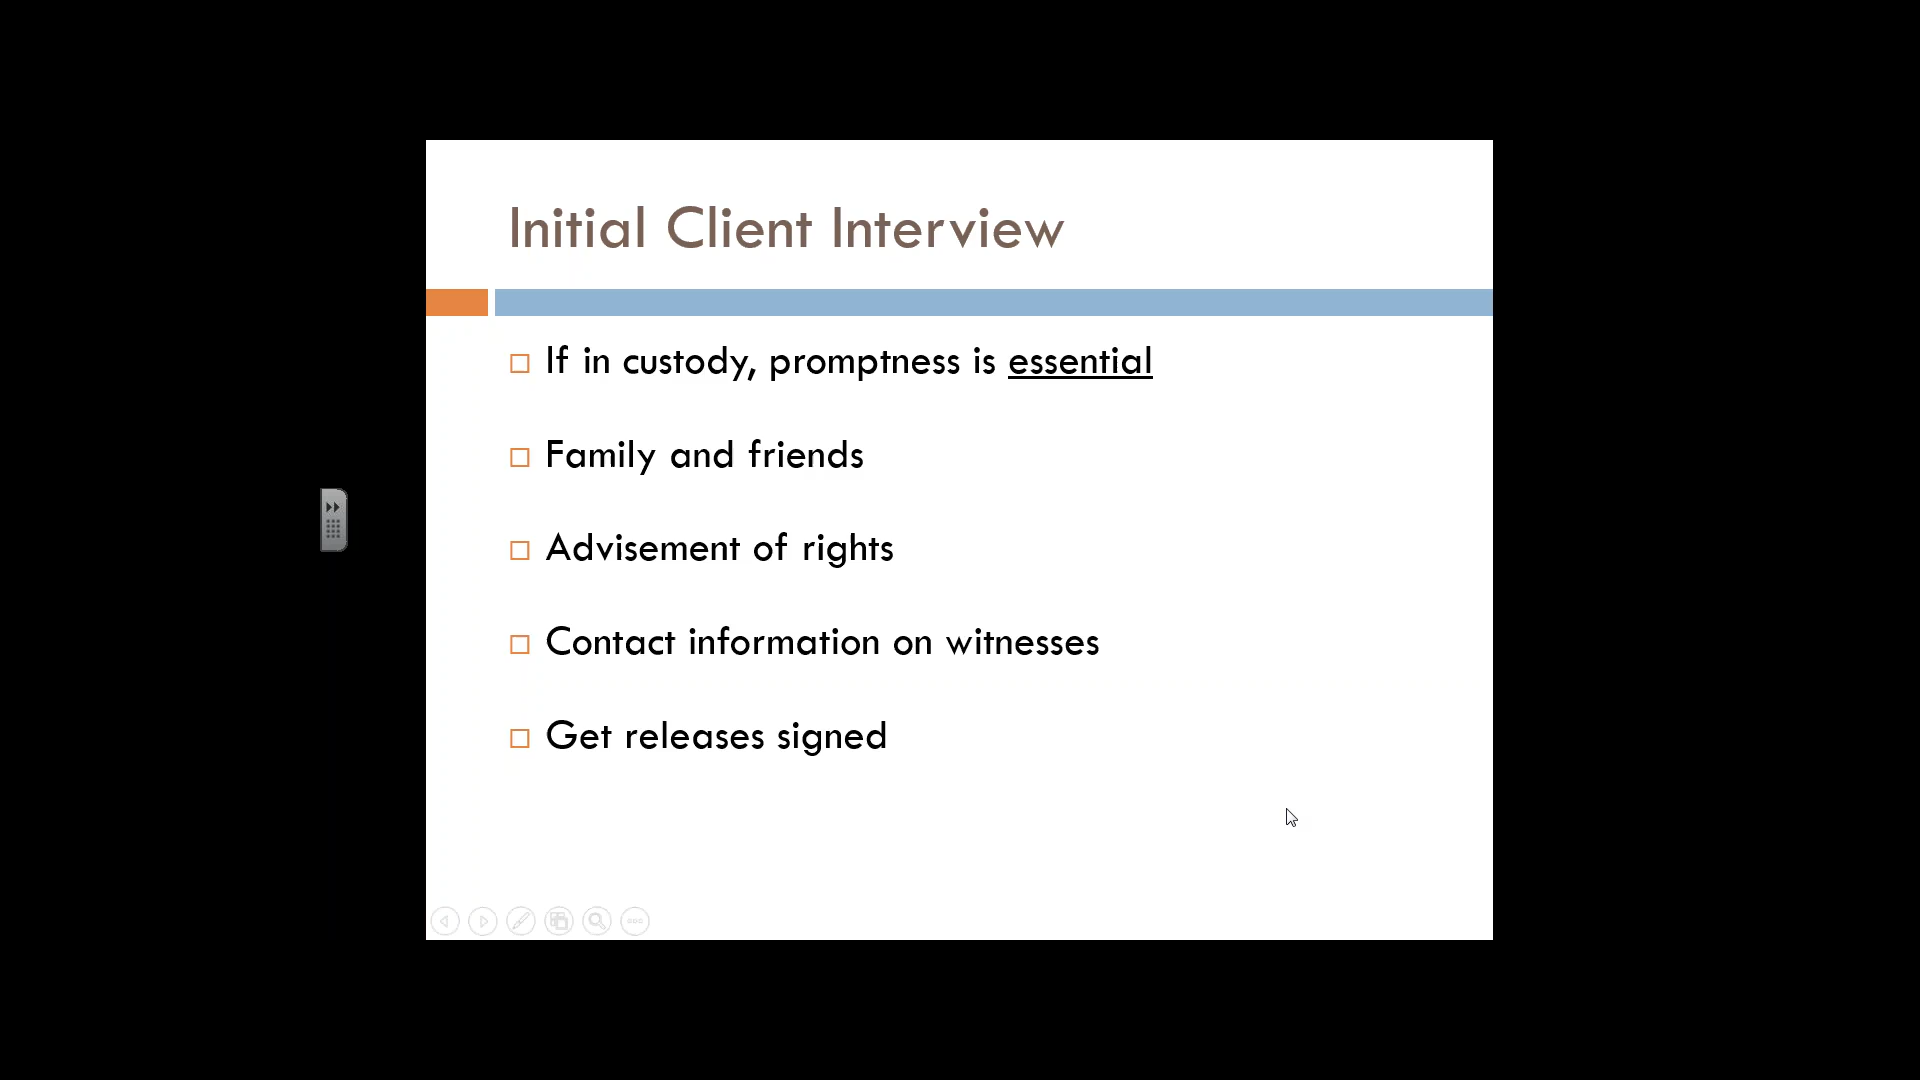 Initial Client Interview
If in custody, promptness is essential
Family and friends
Advisement of rights
Contact information on witnesses
Get releases signed